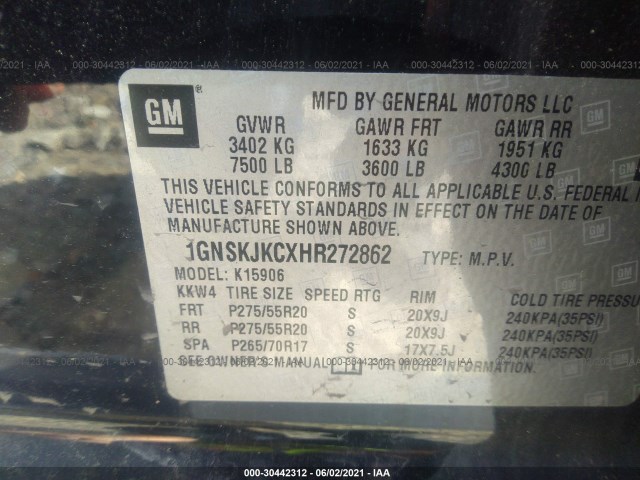 000-30442312 - 06/02/2021 - IAA
GM
®
MFD BY GENERAL MOTORS LLC
GVWR GAWR FRT GAWR RR
3402 KG 1633 KG 1951 KG
7500 LB 3600 LB 4300 LB
THIS VEHICLE CONFORMS TO ALL APPLICABLE U.S. FEDERAL
VEHICLE SAFETY STANDARDS IN EFFECT ON THE DATE OF
MANUFACTURE SHOWN ABOVE.
1GNSKJKCXHR272862 TYPE: M.P.V.
MODEL: K15906
KKW4 TIRE SIZE SPEED RTG RIM COLD TIRE PRESSU
FRT P275/55R20 S 20X9J 240KPA(35PSI)
RR P275/55R20 S 20X9J 240KPA(35PSI)
SPA P265/70R17 S 17X7.5J 240KPA(35PSI)
SEE OWNER'S MANUAL FOR MORE INFORMATION.
000-30442312 - 06/02/2021 - IAA